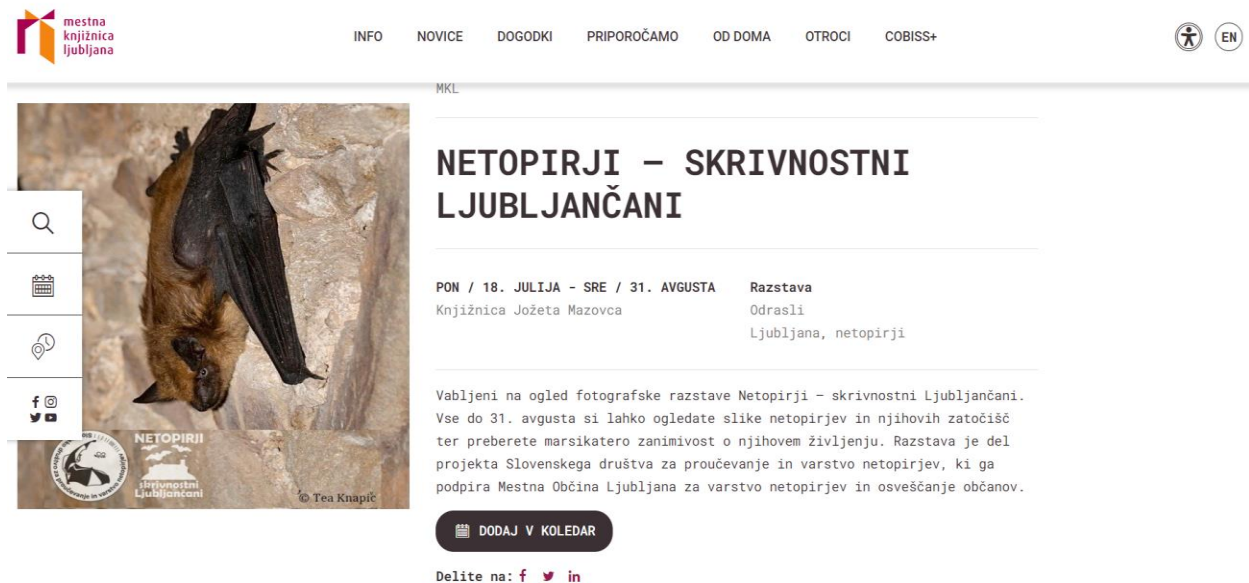 mestna
knjižnica
ljubljana
INFO NOVICE DOGODKI PRIPOROČAMO OD DOMA OTROCI COBISS+
EN
MKL
NETOPIRJI – SKRIVNOSTNI
LJUBLJANČANI
PON / 18. JULIJA - SRE / 31. AVGUSTA
Knjižnica Jožeta Mazovca
Razstava
Odrasli
Ljubljana, netopirji
Vabljeni na ogled fotografske razstave Netopirji – skrivnostni Ljubljančani.
Vse do 31. avgusta si lahko ogledate slike netopirjev in njihovih zatočišč
ter preberete marsikatero zanimivost o njihovem življenju. Razstava je del
projekta Slovenskega društva za proučevanje in varstvo netopirjev, ki ga
podpira Mestna Občina Ljubljana za varstvo netopirjev in osveščanje občanov.
DODAJ V KOLEDAR
Delite na:
NETOPIRJI
skrivnostni
Ljubljančani
© Tea Knapič